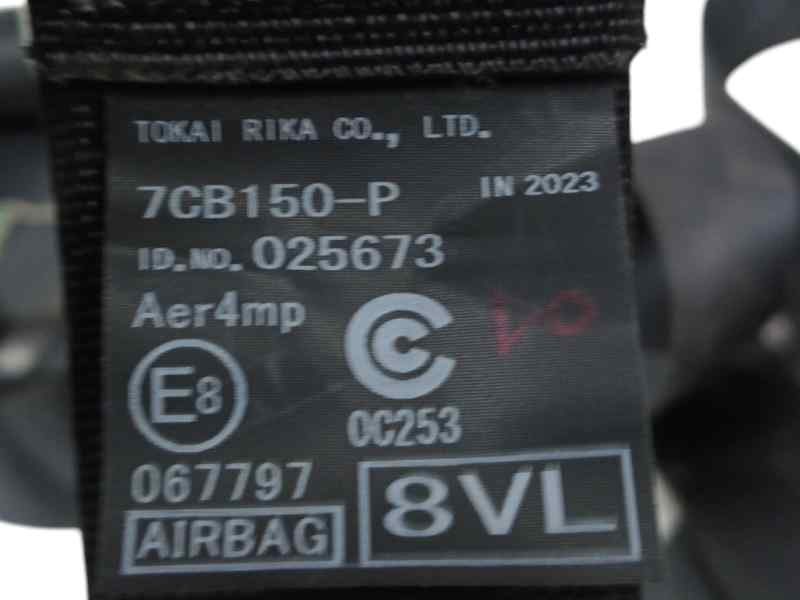 TOKAI RIKA CO., LTD.
7CB150-P IN 2023
ID.NO. 025673
Aer4mp
E8
OC253
067797
AIRBAG
8VL